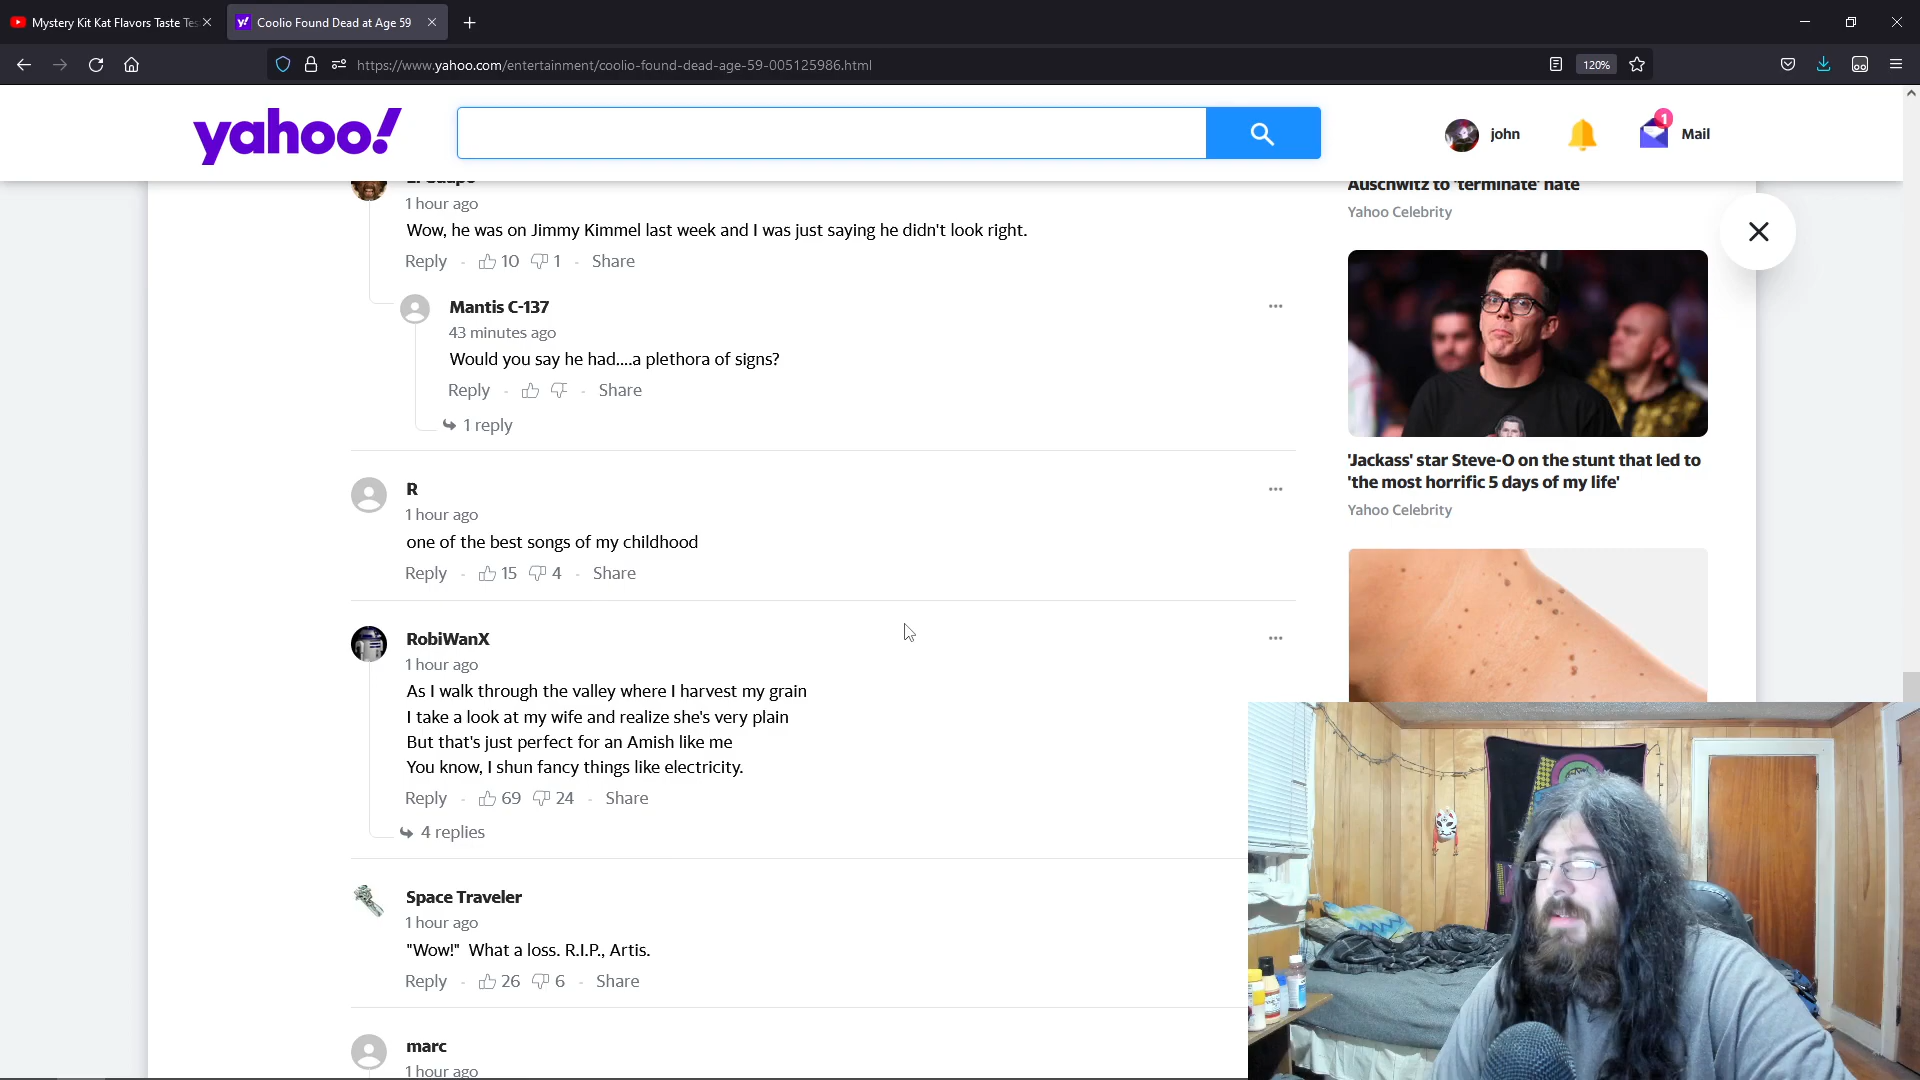 Mystery Kit Kat Flavors Taste Tes
Coolio Found Dead at Age 59
https://www.yahoo.com/entertainment/coolio-found-dead-age-59-005125986.html
120%
yahoo!
john
1
Mail
El Guapo
1 hour ago
Wow, he was on Jimmy Kimmel last week and I was just saying he didn't look right.
Reply - 10 1 - Share
Mantis C-137
43 minutes ago
Would you say he had....a plethora of signs?
Reply - - Share
1 reply
R
1 hour ago
one of the best songs of my childhood
Reply - 15 4 - Share
RobiWanX
1 hour ago
As I walk through the valley where I harvest my grain
I take a look at my wife and realize she's very plain
But that's just perfect for an Amish like me
You know, I shun fancy things like electricity.
Reply - 69 24 - Share
4 replies
Space Traveler
1 hour ago
"Wow!" What a loss. R.I.P., Artis.
Reply - 26 6 - Share
marc
1 hour ago
Auschwitz to 'terminate' hate
Yahoo Celebrity
'Jackass' star Steve-O on the stunt that led to
'the most horrific 5 days of my life'
Yahoo Celebrity